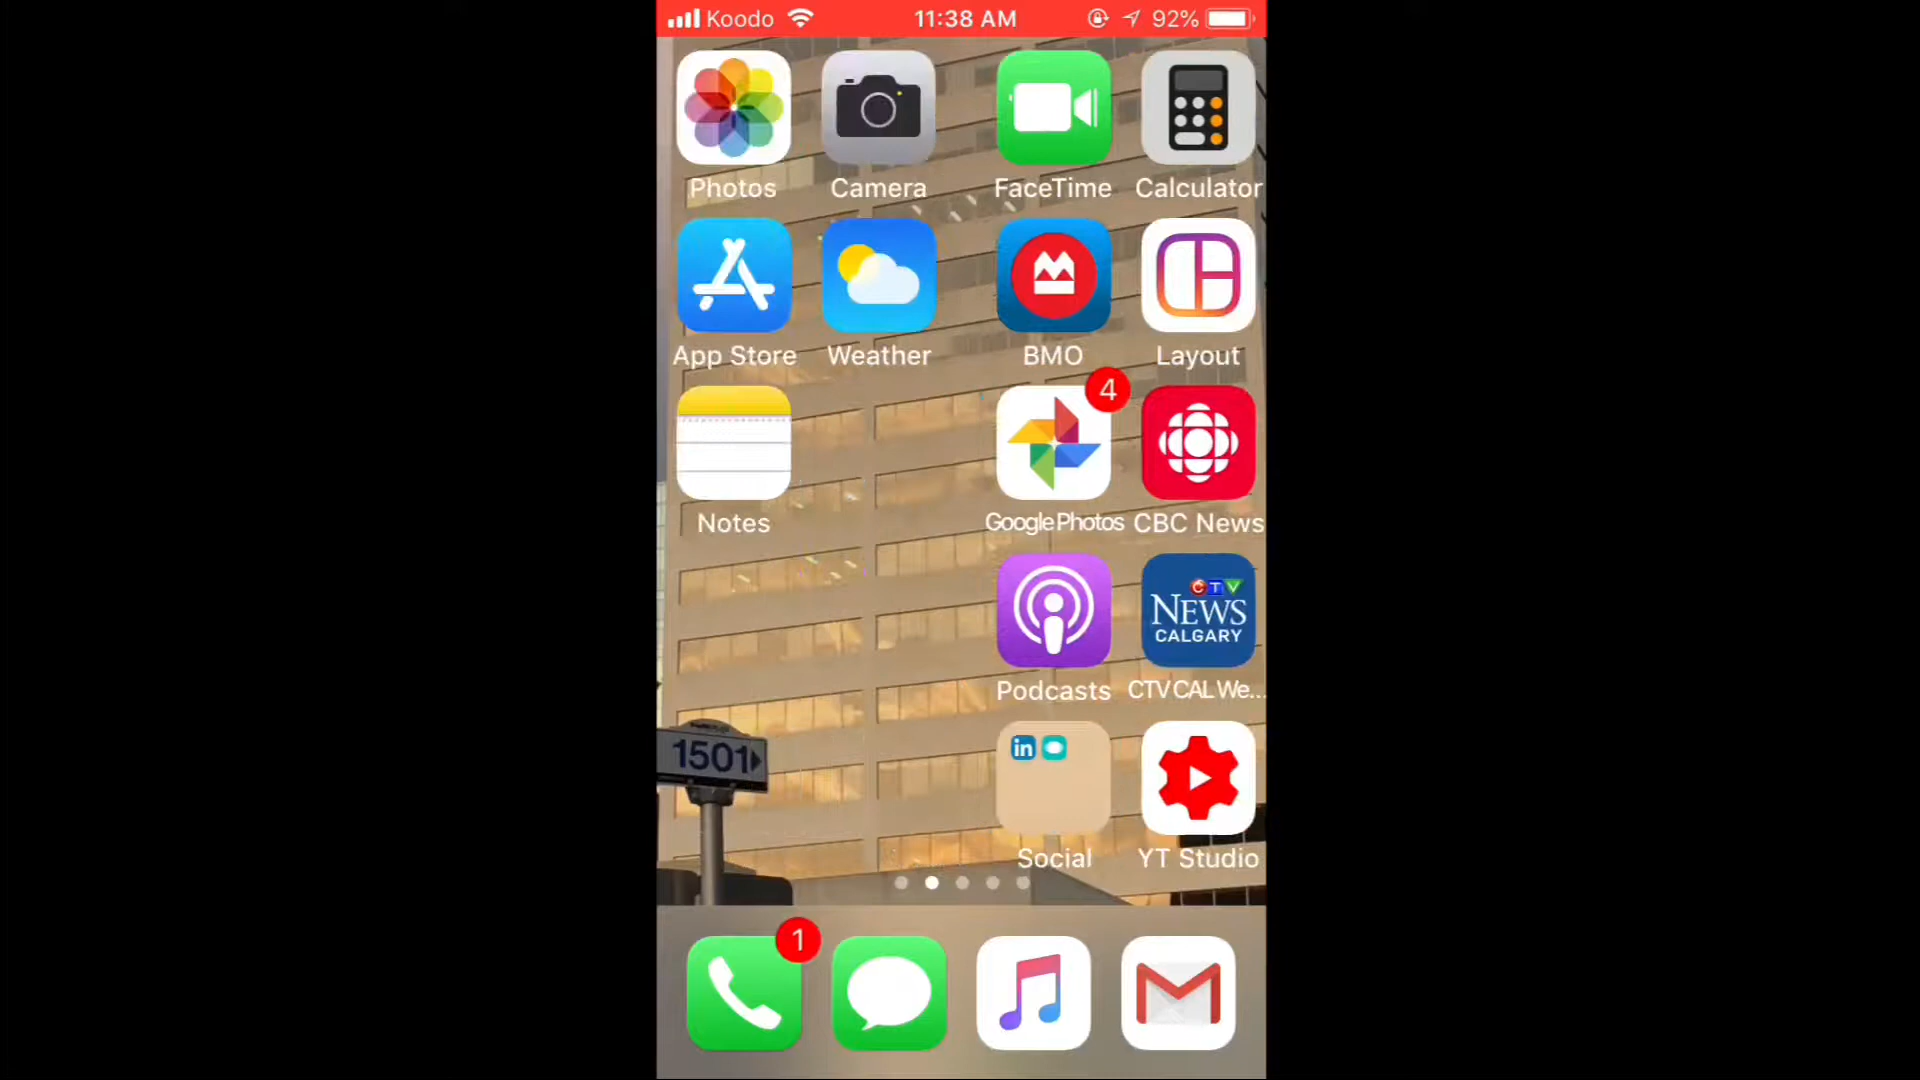 Koodo 11:38 AM 92%
Photos Camera FaceTime Calculator
App Store Weather BMO Layout
4
Google Photos CBC News
Notes
CTV
NEWS
CALGARY
Podcasts CTV CAL We...
in
1501
Social YT Studio
1